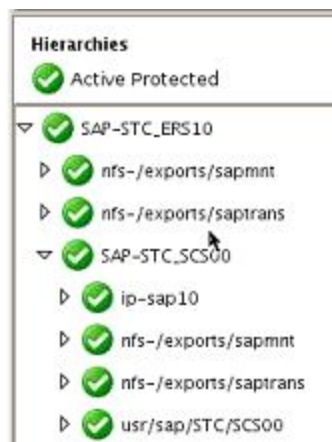 Hierarchies
Active Protected
SAP-STC_ERS10
nfs-/exports/sapmnt
nfs-/exports/saptrans
SAP-STC_SCS00
ip-sap10
nfs-/exports/sapmnt
nfs-/exports/saptrans
usr/sap/STC/SCS00